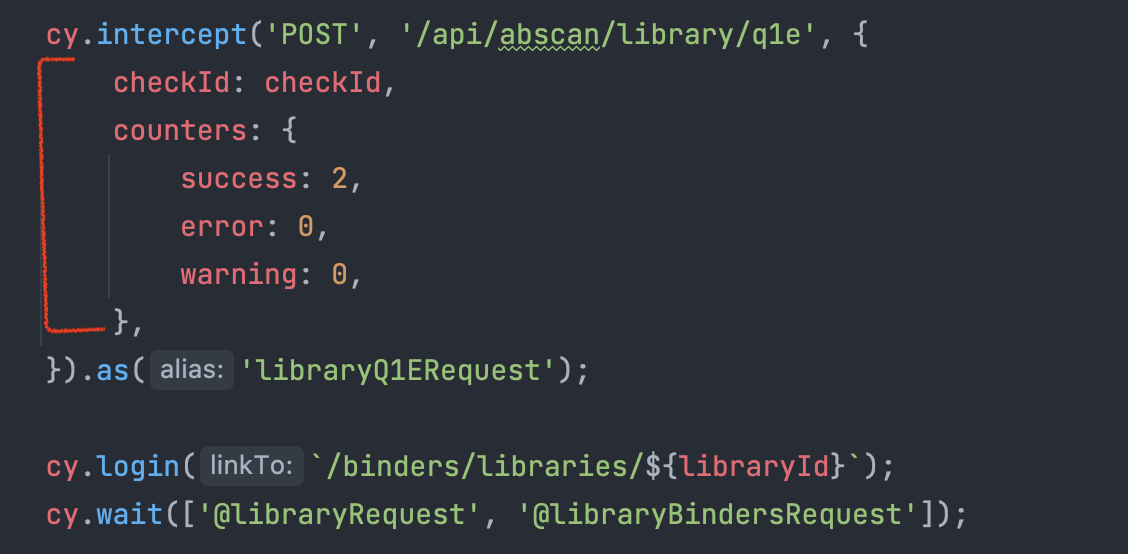 cy.intercept('POST', '/api/abscan/library/q1e', {
checkId: checkId,
counters: {
success: 2,
error: 0,
warning: 0,
},
}).as( alias: 'libraryQ1ERequest');
cy.login( linkTo: `/binders/libraries/${libraryId}`);
cy.wait(['@libraryRequest', '@libraryBindersRequest']);